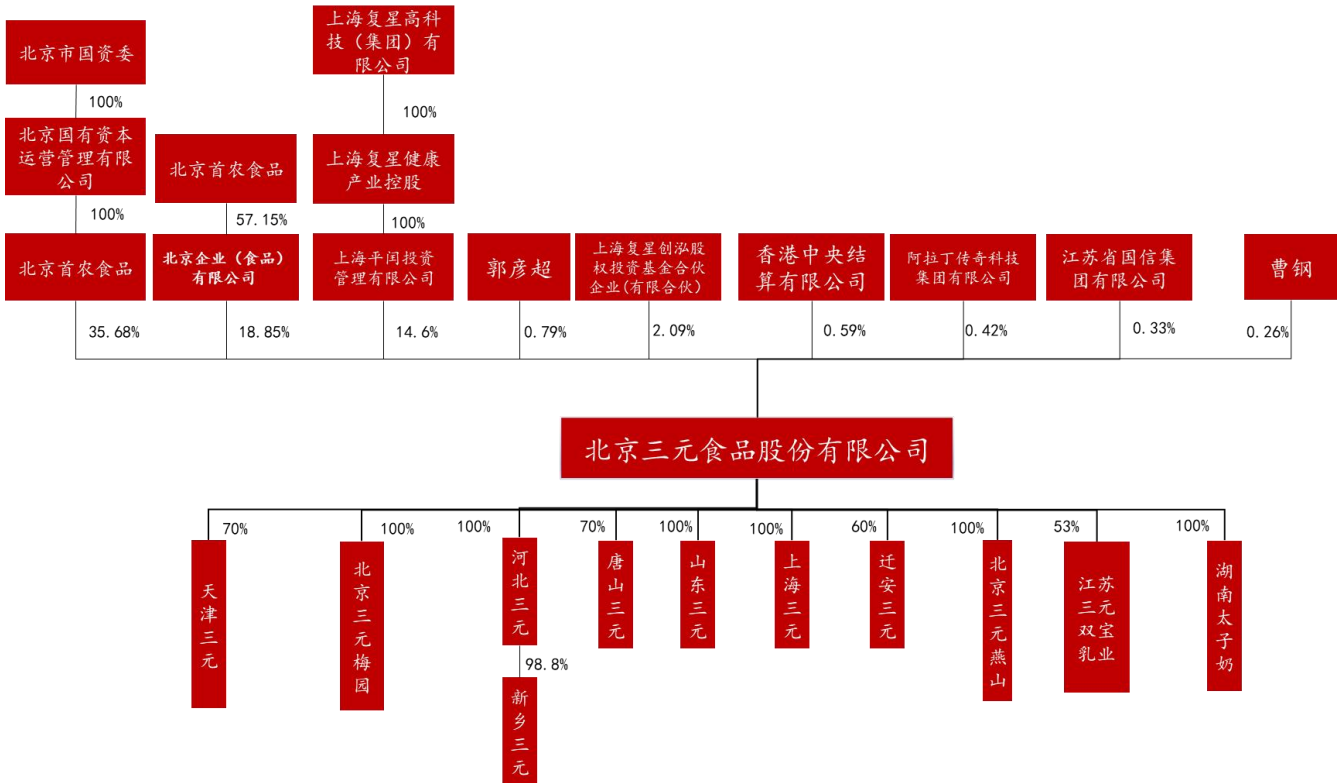 北京市国资委
上海复星高科
技（集团）有
限公司
100%
100%
北京国有资本
运营管理有限
公司
北京首农食品
上海复星健康
产业控股
100%
57.15%
100%
北京首农食品
北京企业（食品）
有限公司
上海平闰投资
管理有限公司
郭彦超
上海复星创泓股
权投资基金合伙
企业(有限合伙）
香港中央结
算有限公司
阿拉丁传奇科技
集团有限公司
江苏省国信集
团有限公司
曹钢
35.68%
18.85%
14.6%
0.79%
2.09%
0.59%
0.42%
0.33%
0.26%
北京三元食品股份有限公司
70%
100%
100%
70%
100%
100%
60%
100%
53%
100%
天津三元
北京三元梅园
河北三元
唐山三元
山东三元
上海三元
迁安三元
北京三元燕山
江苏
三元
双宝
乳业
湖南太子奶
98.8%
新乡三元